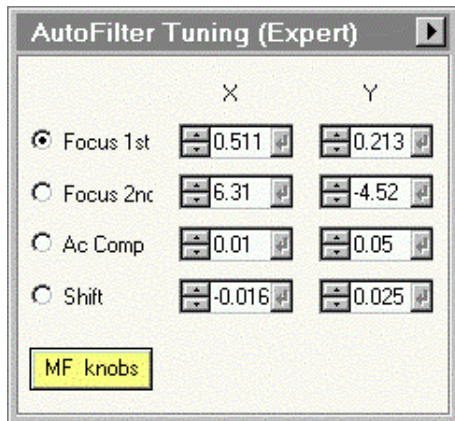 AutoFilter Tuning (Expert)
X Y
Focus 1st 0.511 0.213
Focus 2nc 6.31 -4.52
Ac Comp 0.01 0.05
Shift -0.016 0.025
MF knobs